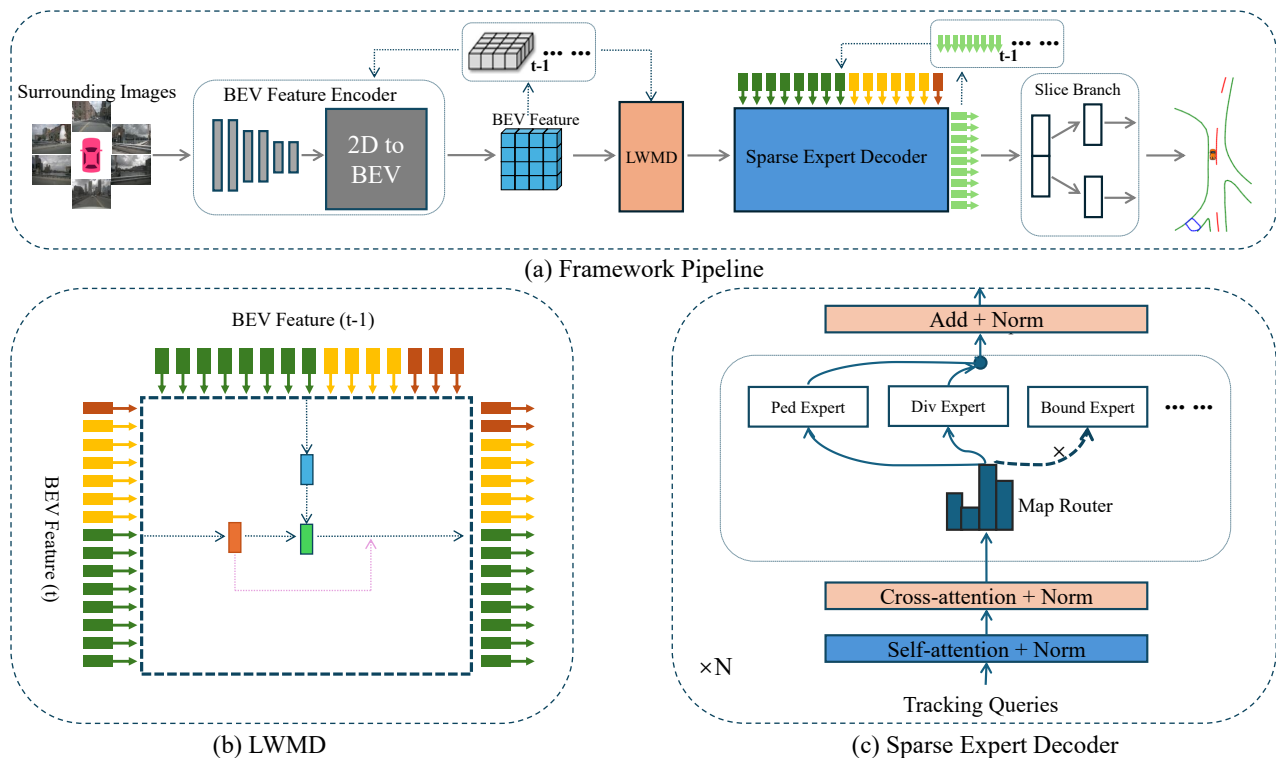 Surrounding Images
BEV Feature Encoder
2D to
BEV
t-1
... ...
BEV Feature
LWMD
Sparse Expert Decoder
t-1
... ...
Slice Branch
(a) Framework Pipeline
BEV Feature (t-1)
BEV Feature (t)
(b) LWMD
Add + Norm
Ped Expert
Div Expert
Bound Expert
... ...
×
Map Router
Cross-attention + Norm
Self-attention + Norm
×N
Tracking Queries
(c) Sparse Expert Decoder